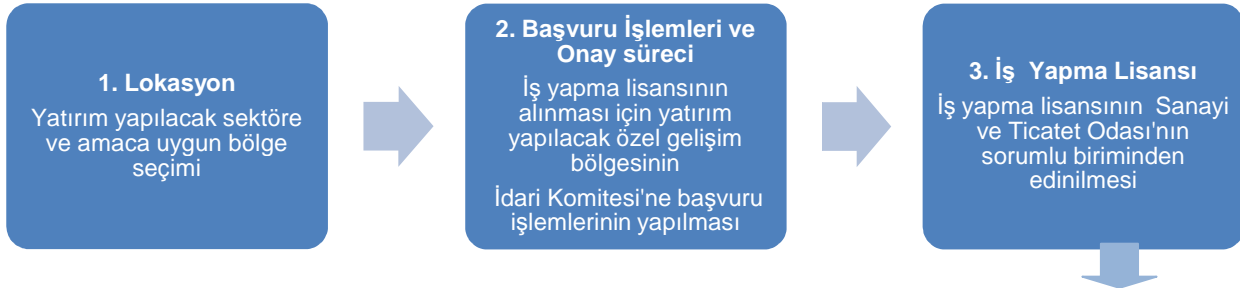 1. Lokasyon
Yatırım yapılacak sektöre
ve amaca uygun bölge
seçimi
2. Başvuru İşlemleri ve
Onay süreci
İş yapma lisansının
alınması için yatırım
yapılacak özel gelişim
bölgesinin
İdari Komitesi'ne başvuru
işlemlerinin yapılması
3. İş Yapma Lisansı
İş yapma lisansının Sanayi
ve Ticatet Odası'nın
sorumlu biriminden
edinilmesi